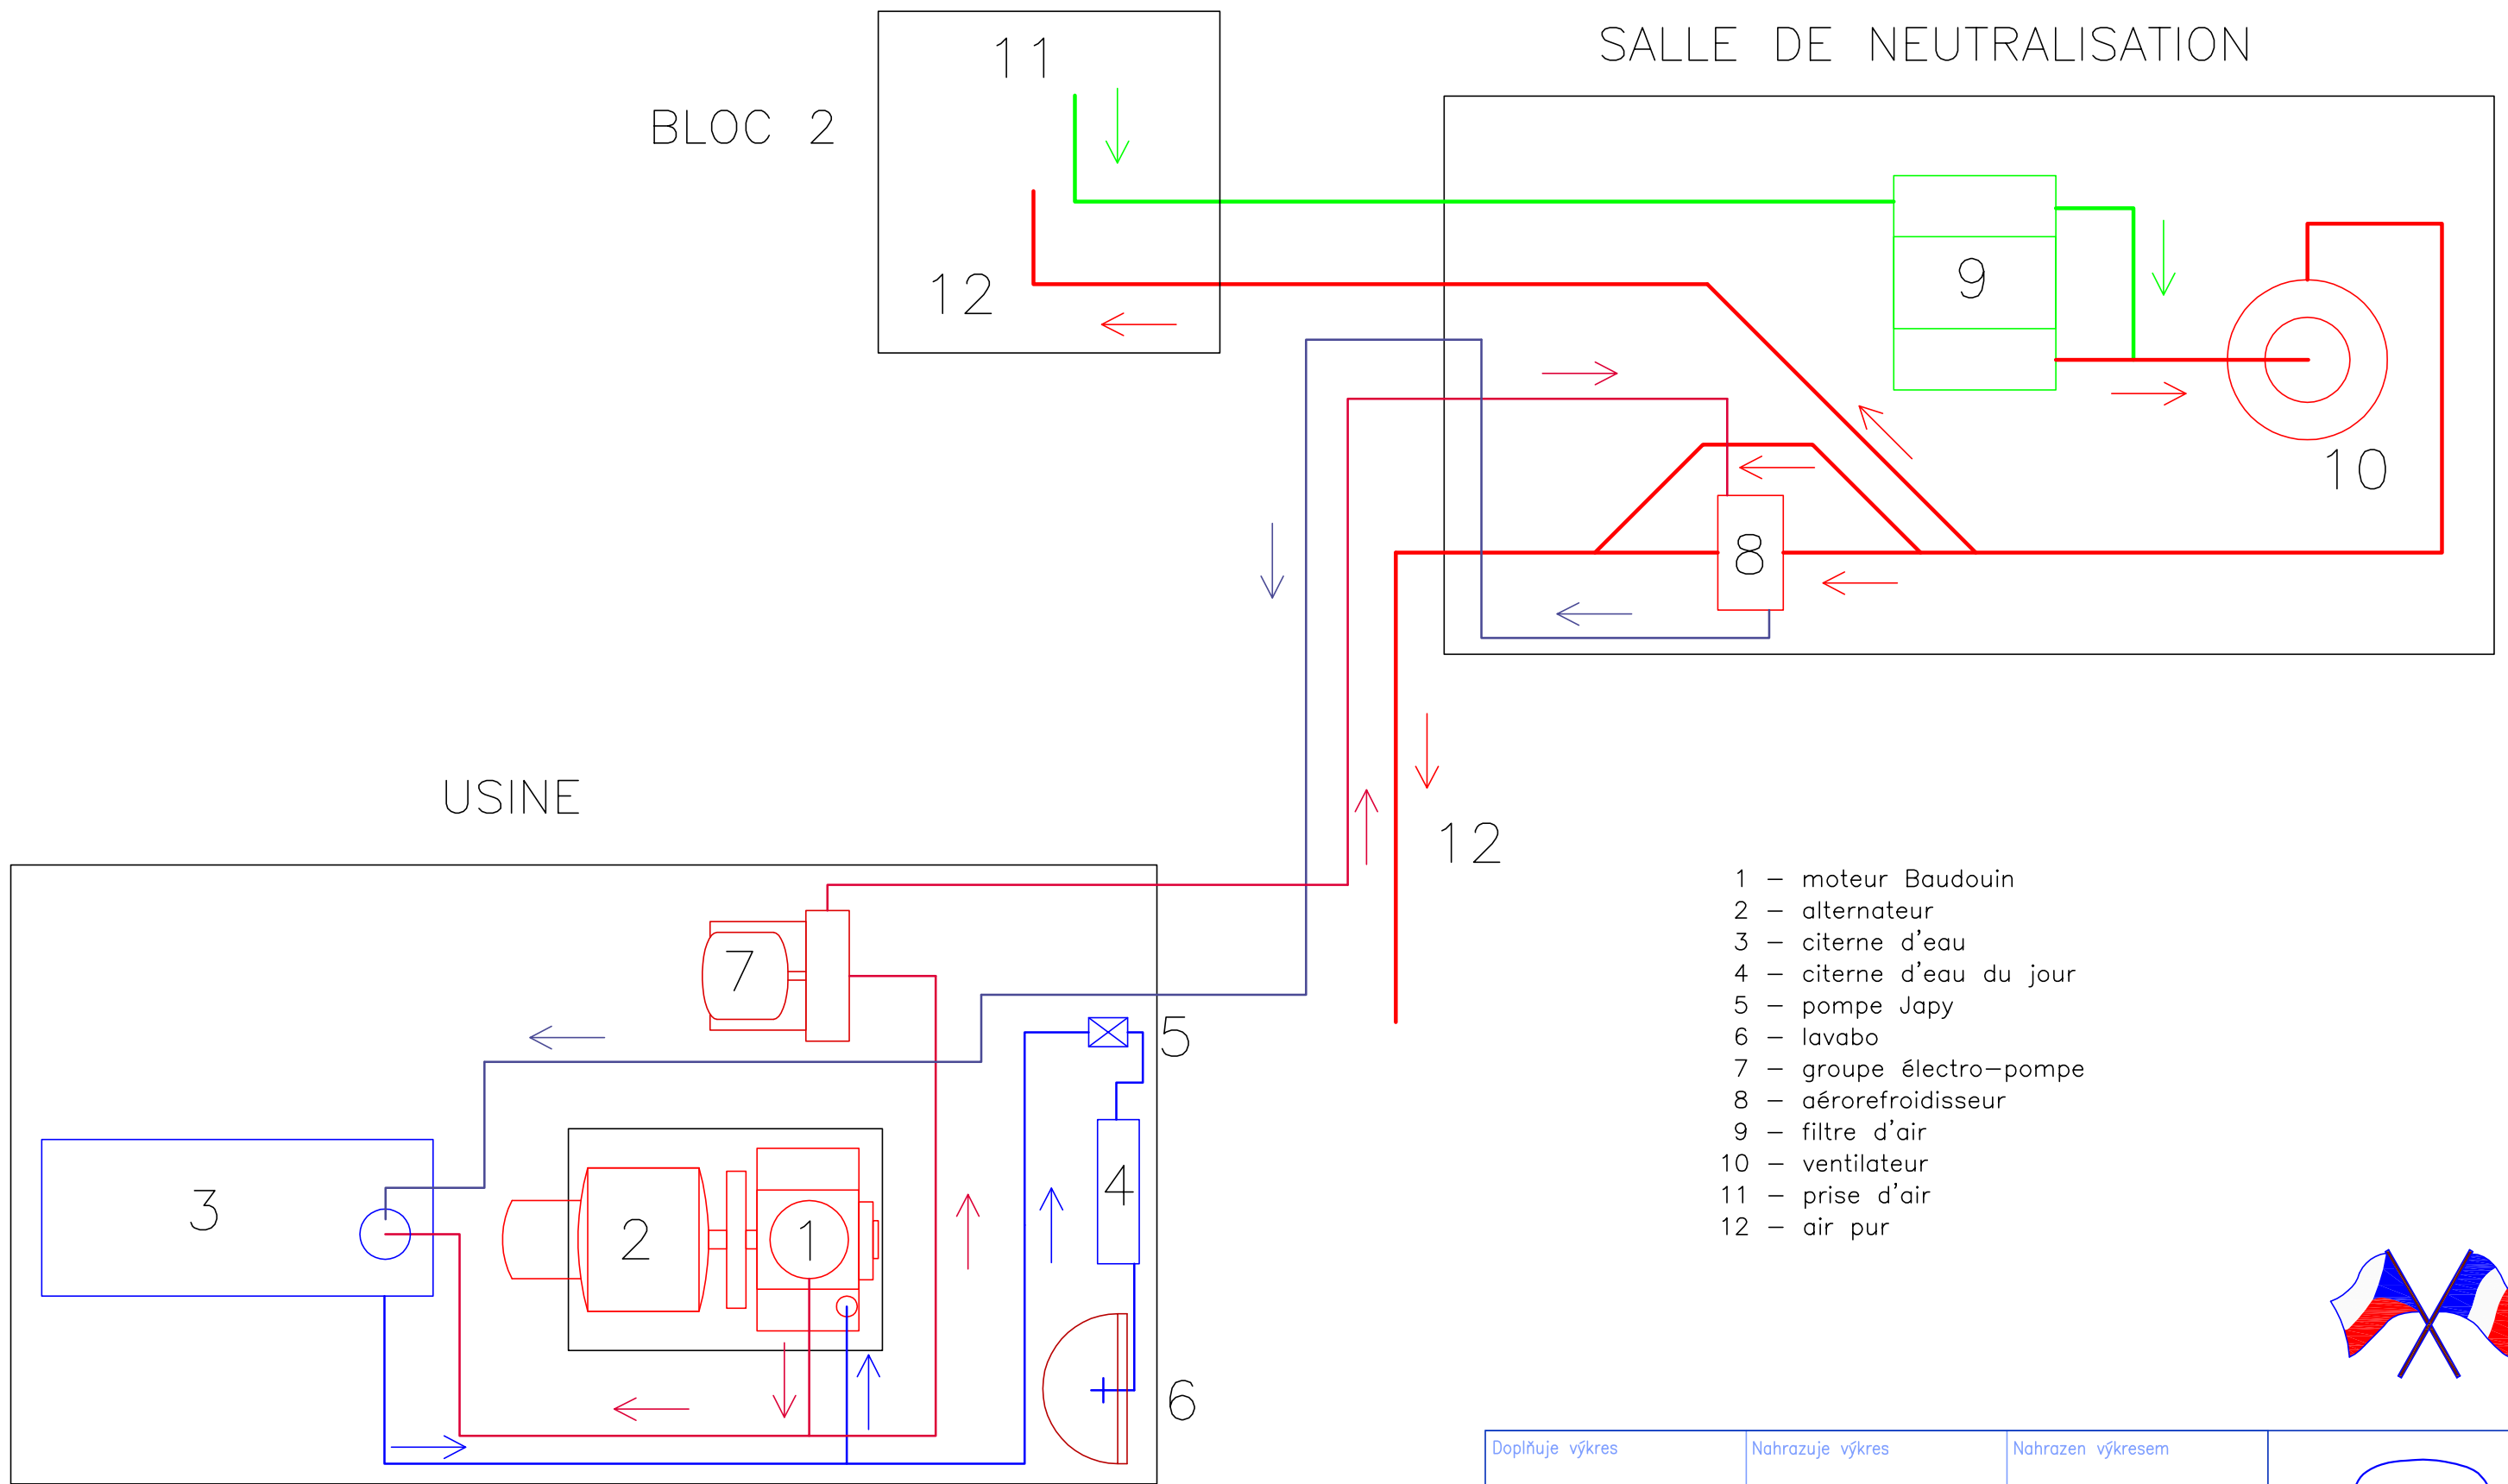 SALLE DE NEUTRALISATION
11
BLOC 2
9
12
10
8
USINE
12
7
5
3
2
1
4
6
1 – moteur Baudouin
2 – alternateur
3 – citerne d'eau
4 – citerne d'eau du jour
5 – pompe Japy
6 – lavabo
7 – groupe électro–pompe
8 – aérorefroidisseur
9 – filtre d'air
10 – ventilateur
11 – prise d'air
12 – air pur
Doplňuje výkres
Nahrazuje výkres
Nahrazen výkresem